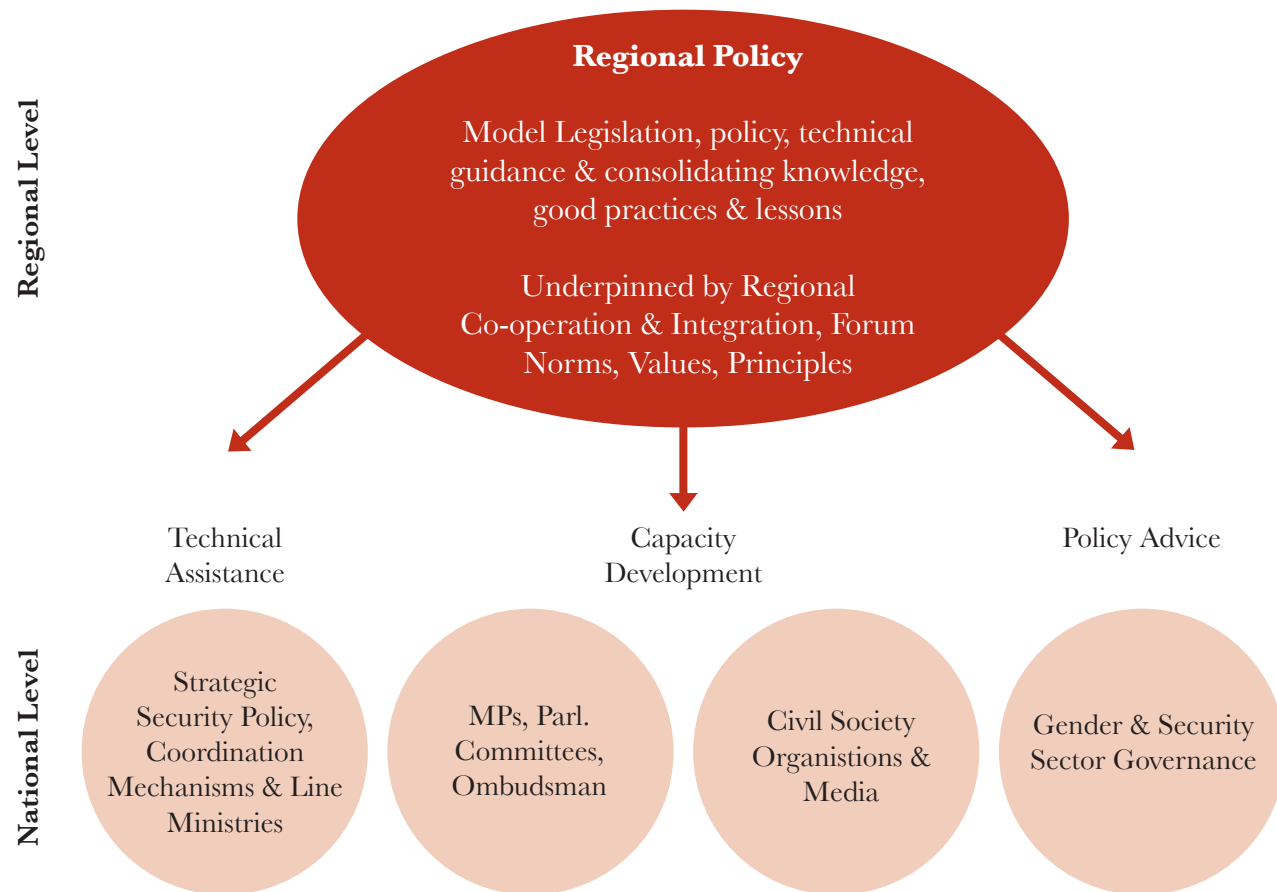 Regional Level
Regional Policy
Model Legislation, policy, technical
guidance & consolidating knowledge,
good practices & lessons
Underpinned by Regional
Co-operation & Integration, Forum
Norms, Values, Principles
Technical
Assistance
Capacity
Development
Policy Advice
National Level
Strategic
Security Policy,
Coordination
Mechanisms & Line
Ministries
MPs, Parl.
Committees,
Ombudsman
Civil Society
Organistions &
Media
Gender & Security
Sector Governance